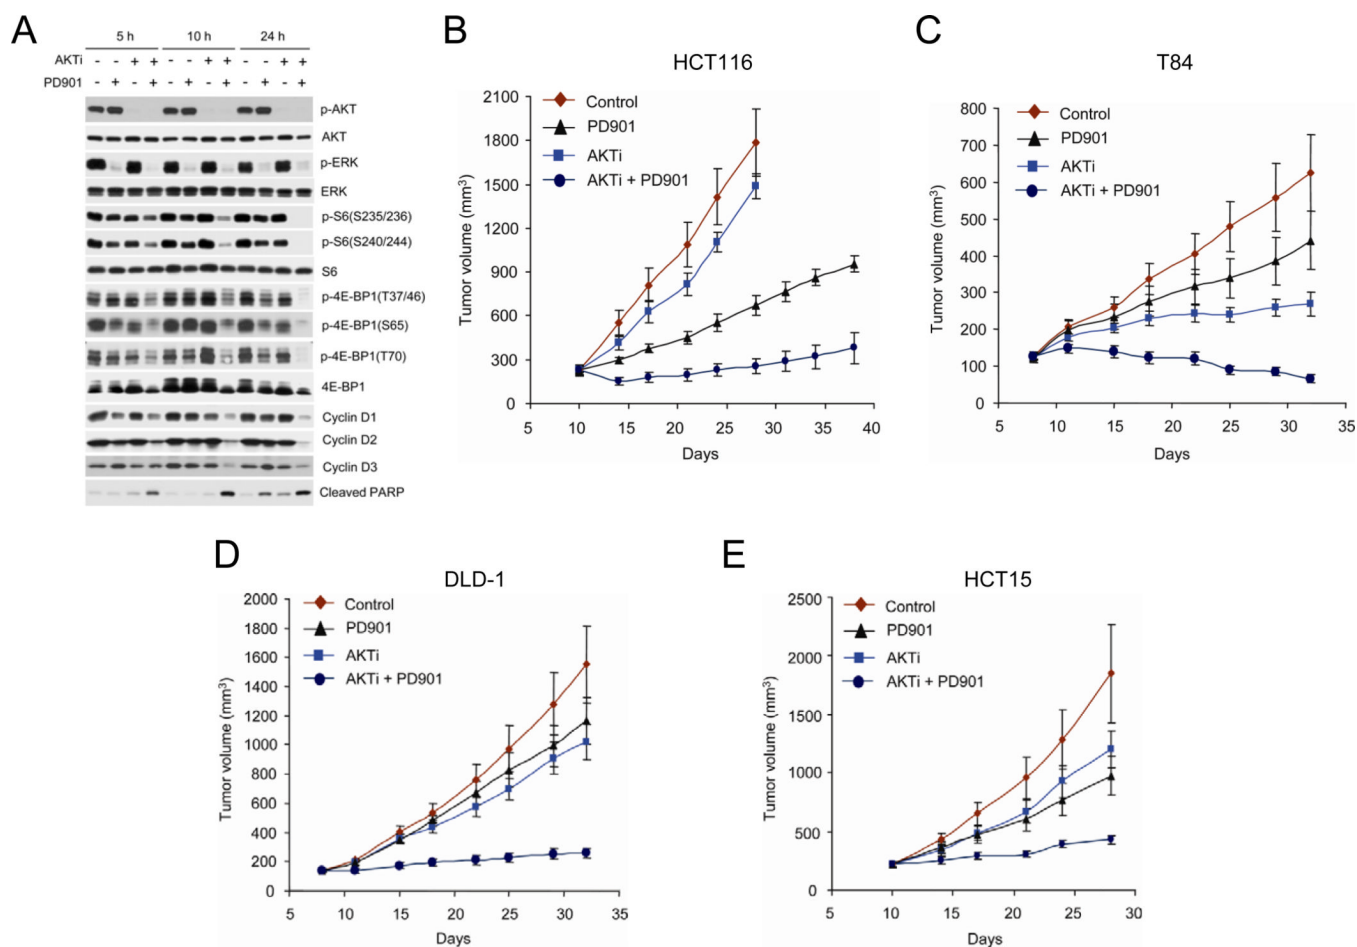 A
5 h 10 h 24 h
AKTi - - + + - - + + - - + +
PD901 - + - + - + - + - + - +
p-AKT
AKT
p-ERK
ERK
p-S6(S235/236)
p-S6(S240/244)
S6
p-4E-BP1(T37/46)
p-4E-BP1(S65)
p-4E-BP1(T70)
4E-BP1
Cyclin D1
Cyclin D2
Cyclin D3
Cleaved PARP
B
HCT116
Control
PD901
AKTi
AKTi + PD901
Tumor volume (mm³)
2100
1800
1500
1200
900
600
300
0
5 10 15 20 25 30 35 40
Days
C
T84
Control
PD901
AKTi
AKTi + PD901
Tumor volume (mm³)
800
700
600
500
400
300
200
100
0
5 10 15 20 25 30 35
Days
D
DLD-1
Control
PD901
AKTi
AKTi + PD901
Tumor volume (mm³)
2000
1800
1600
1400
1200
1000
800
600
400
200
0
5 10 15 20 25 30 35
Days
E
HCT15
Control
PD901
AKTi
AKTi + PD901
Tumor volume (mm³)
2500
2000
1500
1000
500
0
5 10 15 21 25 30
Days